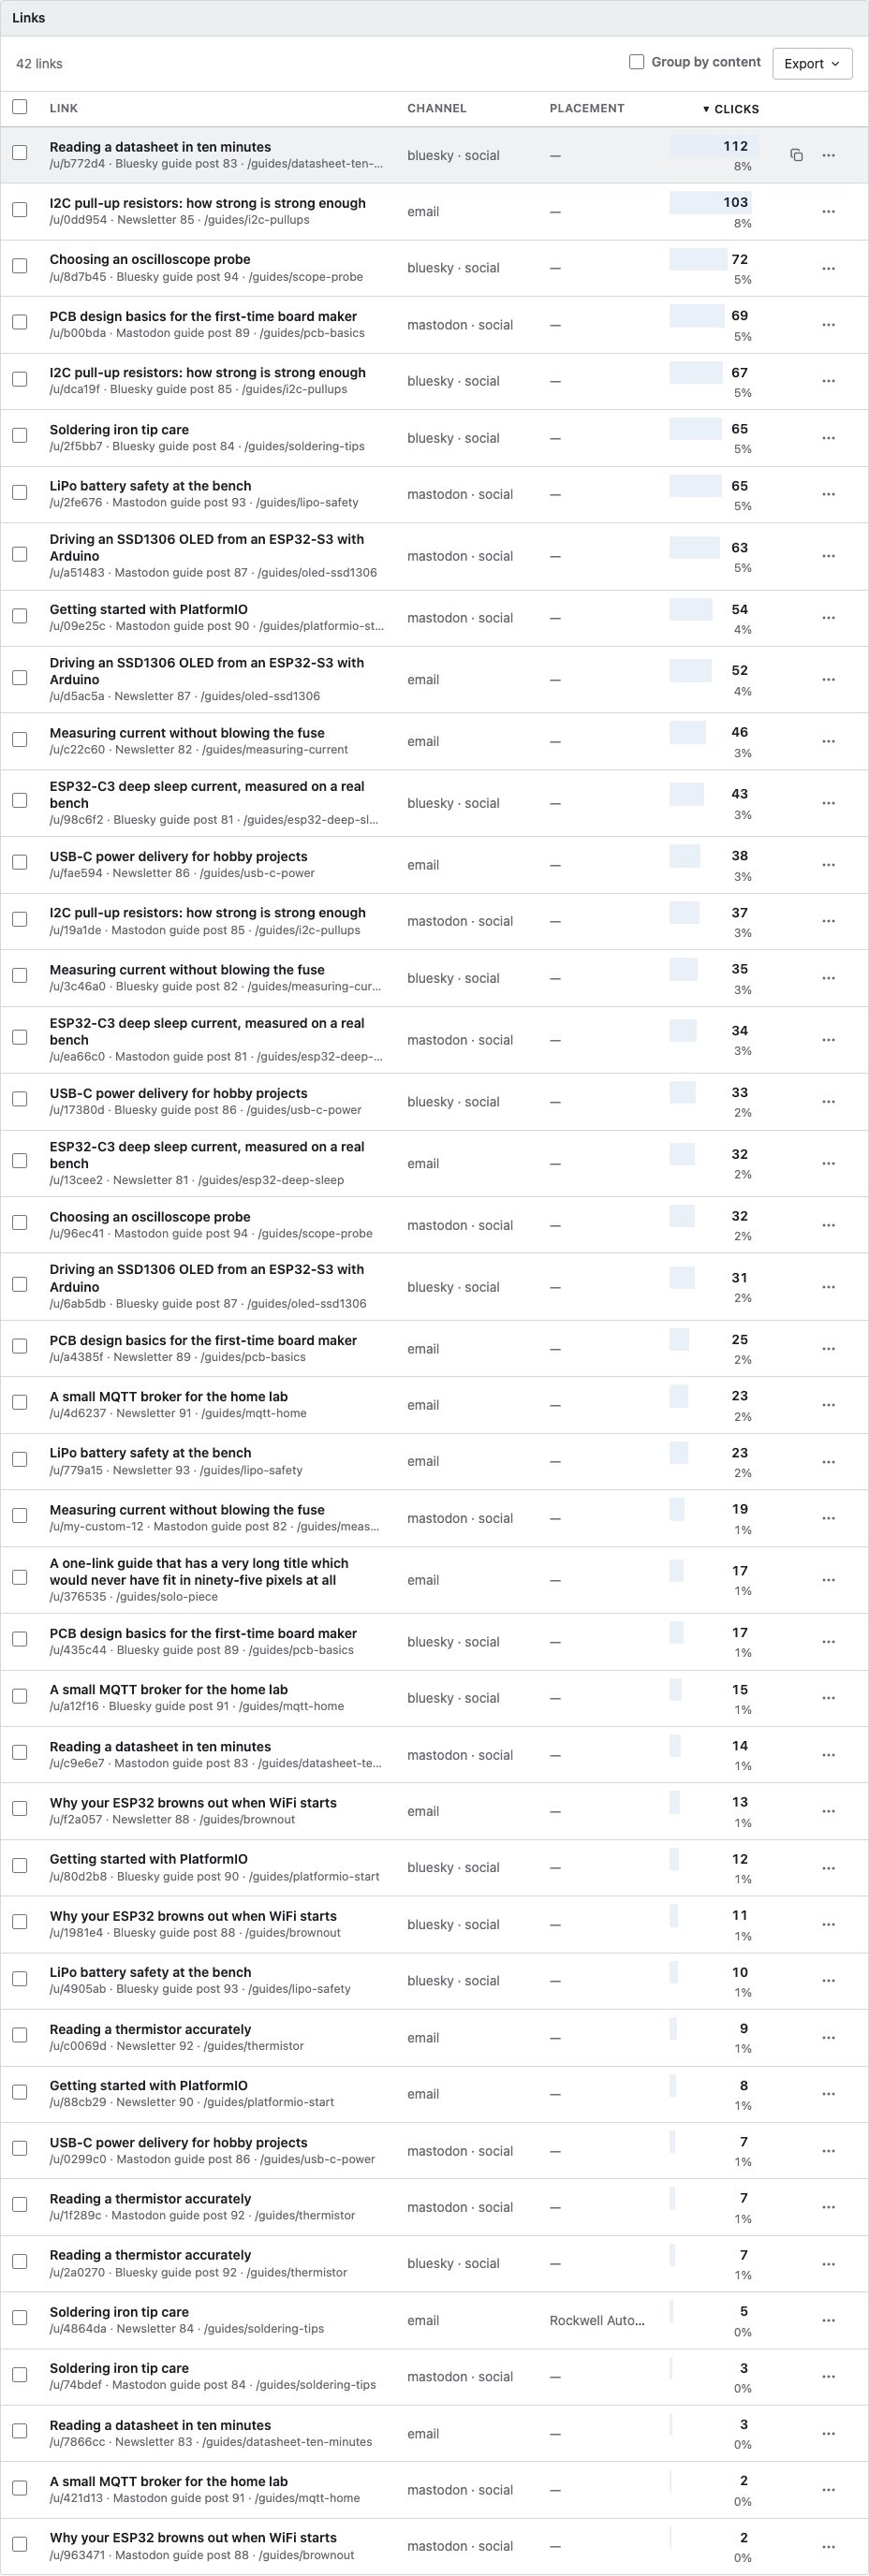 Links
42 links
Group by content
Export
LINK CHANNEL PLACEMENT ▼ CLICKS
Reading a datasheet in ten minutes
/u/b772d4 · Bluesky guide post 83 · /guides/datasheet-ten-...
bluesky · social — 112
8%
I2C pull-up resistors: how strong is strong enough
/u/0dd954 · Newsletter 85 · /guides/i2c-pullups
email — 103
8%
Choosing an oscilloscope probe
/u/8d7b45 · Bluesky guide post 94 · /guides/scope-probe
bluesky · social — 72
5%
PCB design basics for the first-time board maker
/u/b00bda · Mastodon guide post 89 · /guides/pcb-basics
mastodon · social — 69
5%
I2C pull-up resistors: how strong is strong enough
/u/dca19f · Bluesky guide post 85 · /guides/i2c-pullups
bluesky · social — 67
5%
Soldering iron tip care
/u/2f5bb7 · Bluesky guide post 84 · /guides/soldering-tips
bluesky · social — 65
5%
LiPo battery safety at the bench
/u/2fe676 · Mastodon guide post 93 · /guides/lipo-safety
mastodon · social — 65
5%
Driving an SSD1306 OLED from an ESP32-S3 with
Arduino
/u/a51483 · Mastodon guide post 87 · /guides/oled-ssd1306
mastodon · social — 63
5%
Getting started with PlatformIO
/u/09e25c · Mastodon guide post 90 · /guides/platformio-st...
mastodon · social — 54
4%
Driving an SSD1306 OLED from an ESP32-S3 with
Arduino
/u/d5ac5a · Newsletter 87 · /guides/oled-ssd1306
email — 52
4%
Measuring current without blowing the fuse
/u/c22c60 · Newsletter 82 · /guides/measuring-current
email — 46
3%
ESP32-C3 deep sleep current, measured on a real
bench
/u/98c6f2 · Bluesky guide post 81 · /guides/esp32-deep-sl...
bluesky · social — 43
3%
USB-C power delivery for hobby projects
/u/fae594 · Newsletter 86 · /guides/usb-c-power
email — 38
3%
I2C pull-up resistors: how strong is strong enough
/u/19a1de · Mastodon guide post 85 · /guides/i2c-pullups
mastodon · social — 37
3%
Measuring current without blowing the fuse
/u/3c46a0 · Bluesky guide post 82 · /guides/measuring-cur...
bluesky · social — 35
3%
ESP32-C3 deep sleep current, measured on a real
bench
/u/ea66c0 · Mastodon guide post 81 · /guides/esp32-deep-...
mastodon · social — 34
3%
USB-C power delivery for hobby projects
/u/17380d · Bluesky guide post 86 · /guides/usb-c-power
bluesky · social — 33
2%
ESP32-C3 deep sleep current, measured on a real
bench
/u/13cee2 · Newsletter 81 · /guides/esp32-deep-sleep
email — 32
2%
Choosing an oscilloscope probe
/u/96ec41 · Mastodon guide post 94 · /guides/scope-probe
mastodon · social — 32
2%
Driving an SSD1306 OLED from an ESP32-S3 with
Arduino
/u/6ab5db · Bluesky guide post 87 · /guides/oled-ssd1306
bluesky · social — 31
2%
PCB design basics for the first-time board maker
/u/a4385f · Newsletter 89 · /guides/pcb-basics
email — 25
2%
A small MQTT broker for the home lab
/u/4d6237 · Newsletter 91 · /guides/mqtt-home
email — 23
2%
LiPo battery safety at the bench
/u/779a15 · Newsletter 93 · /guides/lipo-safety
email — 23
2%
Measuring current without blowing the fuse
/u/my-custom-12 · Mastodon guide post 82 · /guides/meas...
mastodon · social — 19
1%
A one-link guide that has a very long title which
would never have fit in ninety-five pixels at all
/u/376535 · /guides/solo-piece
email — 17
1%
PCB design basics for the first-time board maker
/u/435c44 · Bluesky guide post 89 · /guides/pcb-basics
bluesky · social — 17
1%
A small MQTT broker for the home lab
/u/a12f16 · Bluesky guide post 91 · /guides/mqtt-home
bluesky · social — 15
1%
Reading a datasheet in ten minutes
/u/c9e6e7 · Mastodon guide post 83 · /guides/datasheet-te...
mastodon · social — 14
1%
Why your ESP32 browns out when WiFi starts
/u/f2a057 · Newsletter 88 · /guides/brownout
email — 13
1%
Getting started with PlatformIO
/u/80d2b8 · Bluesky guide post 90 · /guides/platformio-start
bluesky · social — 12
1%
Why your ESP32 browns out when WiFi starts
/u/1981e4 · Bluesky guide post 88 · /guides/brownout
bluesky · social — 11
1%
LiPo battery safety at the bench
/u/4905ab · Bluesky guide post 93 · /guides/lipo-safety
bluesky · social — 10
1%
Reading a thermistor accurately
/u/c0069d · Newsletter 92 · /guides/thermistor
email — 9
1%
Getting started with PlatformIO
/u/88cb29 · Newsletter 90 · /guides/platformio-start
email — 8
1%
USB-C power delivery for hobby projects
/u/0299c0 · Mastodon guide post 86 · /guides/usb-c-power
mastodon · social — 7
1%
Reading a thermistor accurately
/u/1f289c · Mastodon guide post 92 · /guides/thermistor
mastodon · social — 7
1%
Reading a thermistor accurately
/u/2a0270 · Bluesky guide post 92 · /guides/thermistor
bluesky · social — 7
1%
Soldering iron tip care
/u/4864da · Newsletter 84 · /guides/soldering-tips
email Rockwell Auto... 5
0%
Soldering iron tip care
/u/74bdef · Mastodon guide post 84 · /guides/soldering-tips
mastodon · social — 3
0%
Reading a datasheet in ten minutes
/u/7866cc · Newsletter 83 · /guides/datasheet-ten-minutes
email — 3
0%
A small MQTT broker for the home lab
/u/421d13 · Mastodon guide post 91 · /guides/mqtt-home
mastodon · social — 2
0%
Why your ESP32 browns out when WiFi starts
/u/963471 · Mastodon guide post 88 · /guides/brownout
mastodon · social — 2
0%